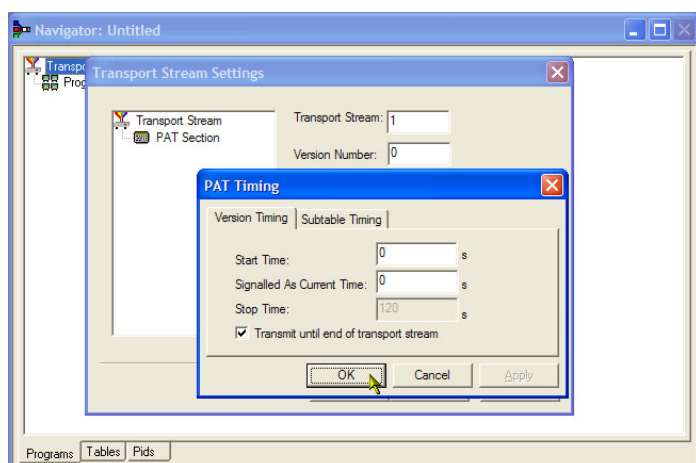 Navigator: Untitled
Transport Stream Settings
Transport Stream
PAT Section
Transport Stream: 1
Version Number: 0
PAT Timing
Version Timing
Subtable Timing
Start Time: 0 s
Signalled As Current Time: 0 s
Stop Time: 120 s
Transmit until end of transport stream
OK
Cancel
Apply
Programs
Tables
Pids